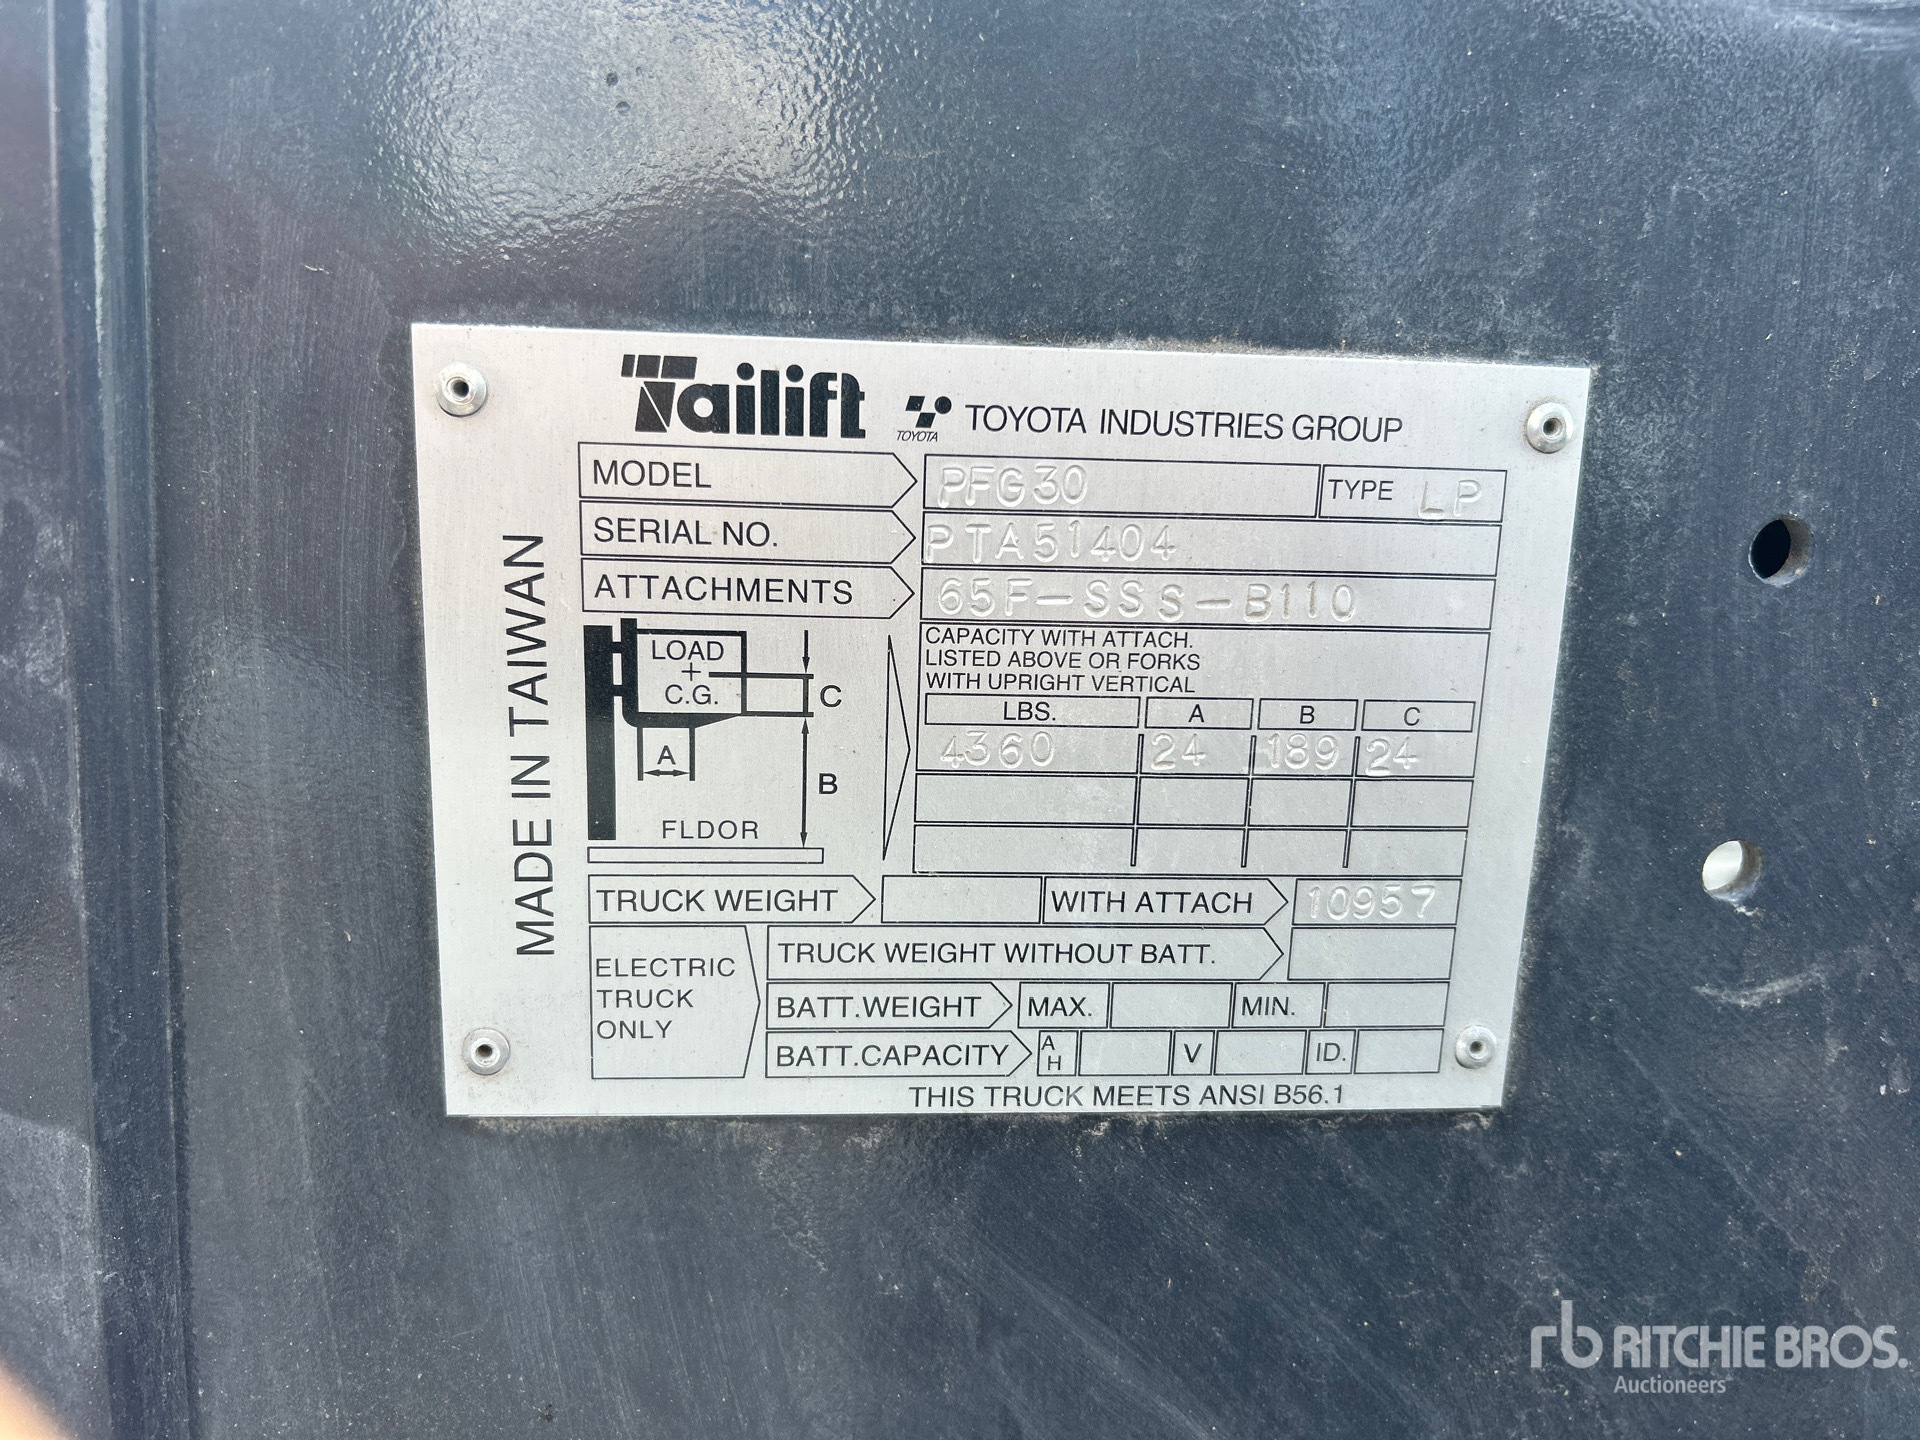 Tailift TOYOTA TOYOTA INDUSTRIES GROUP
MODEL PFG30 TYPE LP
SERIAL NO. PTA51404
ATTACHMENTS 65F-SSS-B110
MADE IN TAIWAN
LOAD
+
C.G.
C
A
B
FLDOR
CAPACITY WITH ATTACH.
LISTED ABOVE OR FORKS
WITH UPRIGHT VERTICAL
LBS. A B C
4360 24 189 24
TRUCK WEIGHT WITH ATTACH 10957
ELECTRIC
TRUCK
ONLY
TRUCK WEIGHT WITHOUT BATT.
BATT.WEIGHT MAX. MIN.
BATT.CAPACITY AH V ID.
THIS TRUCK MEETS ANSI B56.1
rb RITCHIE BROS.
Auctioneers